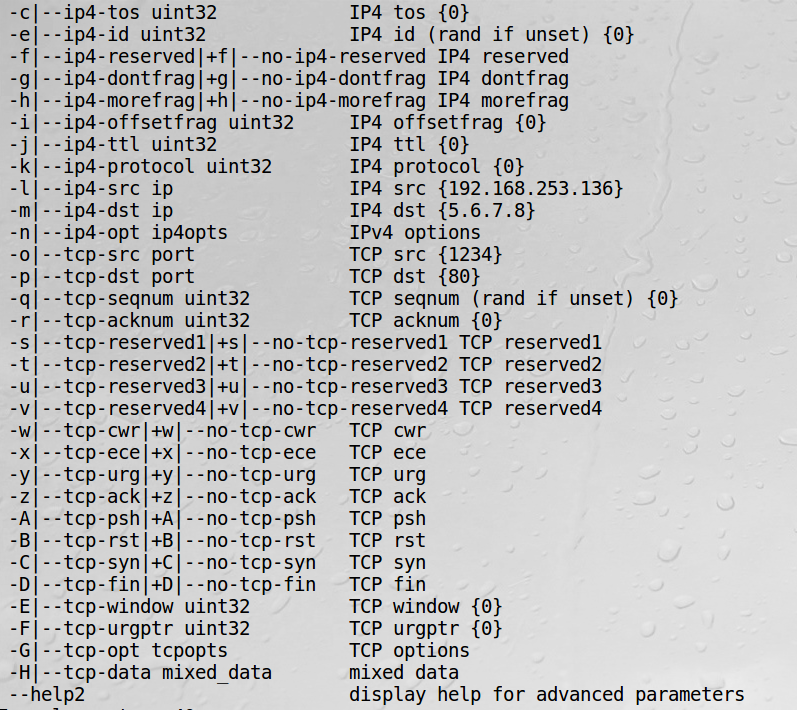 -c|--ip4-tos uint32 IP4 tos {0}
-e|--ip4-id uint32 IP4 id (rand if unset) {0}
-f|--ip4-reserved|+f|--no-ip4-reserved IP4 reserved
-g|--ip4-dontfrag|+g|--no-ip4-dontfrag IP4 dontfrag
-h|--ip4-morefrag|+h|--no-ip4-morefrag IP4 morefrag
-i|--ip4-offsetfrag uint32 IP4 offsetfrag {0}
-j|--ip4-ttl uint32 IP4 ttl {0}
-k|--ip4-protocol uint32 IP4 protocol {0}
-l|--ip4-src ip IP4 src {192.168.253.136}
-m|--ip4-dst ip IP4 dst {5.6.7.8}
-n|--ip4-opt ip4opts IPv4 options
-o|--tcp-src port TCP src {1234}
-p|--tcp-dst port TCP dst {80}
-q|--tcp-seqnum uint32 TCP seqnum (rand if unset) {0}
-r|--tcp-acknum uint32 TCP acknum {0}
-s|--tcp-reserved1|+s|--no-tcp-reserved1 TCP reserved1
-t|--tcp-reserved2|+t|--no-tcp-reserved2 TCP reserved2
-u|--tcp-reserved3|+u|--no-tcp-reserved3 TCP reserved3
-v|--tcp-reserved4|+v|--no-tcp-reserved4 TCP reserved4
-w|--tcp-cwr|+w|--no-tcp-cwr TCP cwr
-x|--tcp-ece|+x|--no-tcp-ece TCP ece
-y|--tcp-urg|+y|--no-tcp-urg TCP urg
-z|--tcp-ack|+z|--no-tcp-ack TCP ack
-A|--tcp-psh|+A|--no-tcp-psh TCP psh
-B|--tcp-rst|+B|--no-tcp-rst TCP rst
-C|--tcp-syn|+C|--no-tcp-syn TCP syn
-D|--tcp-fin|+D|--no-tcp-fin TCP fin
-E|--tcp-window uint32 TCP window {0}
-F|--tcp-urgptr uint32 TCP urgptr {0}
-G|--tcp-opt tcpopts TCP options
-H|--tcp-data mixed_data mixed data
--help2 display help for advanced parameters